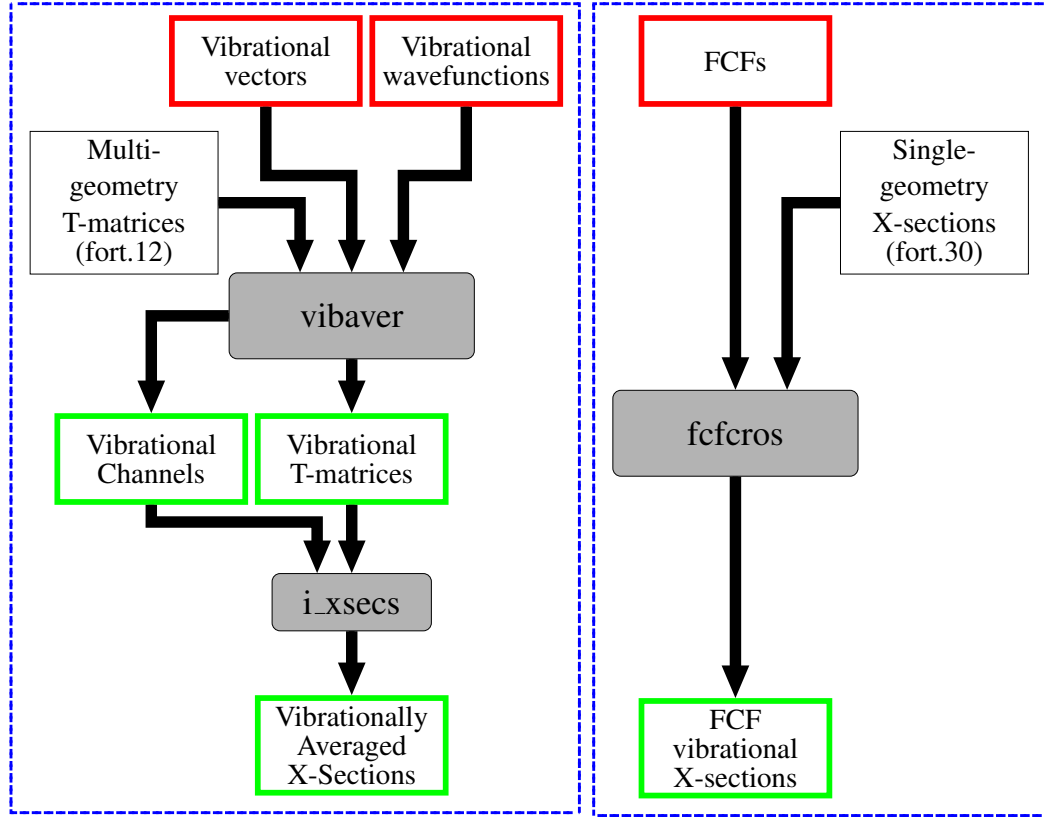 Vibrational
vectors
Vibrational
wavefunctions
Multi-
geometry
T-matrices
(fort.12)
vibaver
Vibrational
Channels
Vibrational
T-matrices
i_xsecs
Vibrationally
Averaged
X-Sections
FCFs
Single-
geometry
X-sections
(fort.30)
fcfcros
FCF
vibrational
X-sections